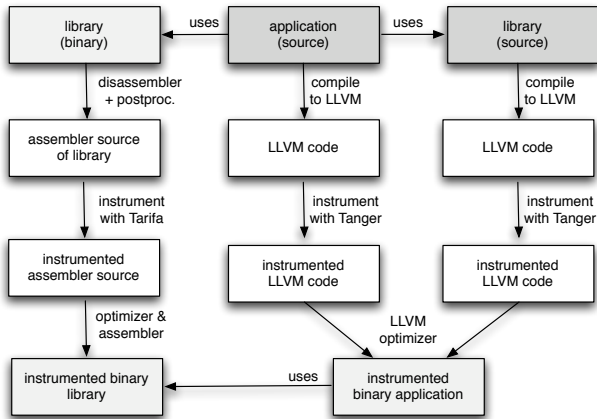 library
(binary)
uses
application
(source)
uses
library
(source)
disassembler
+ postproc.
compile
to LLVM
compile
to LLVM
assembler source
of library
LLVM code
LLVM code
instrument
with Tarifa
instrument
with Tanger
instrument
with Tanger
instrumented
assembler source
instrumented
LLVM code
instrumented
LLVM code
optimizer &
assembler
LLVM
optimizer
instrumented binary
library
uses
instrumented
binary application